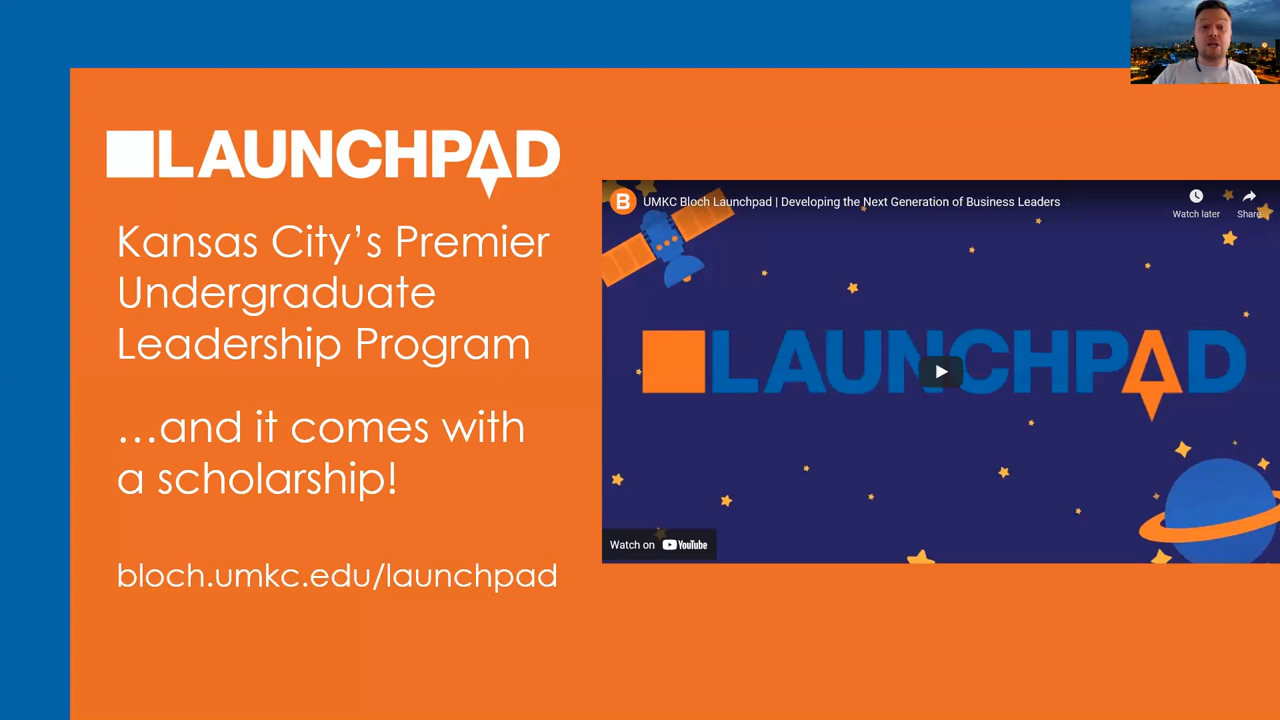 LAUNCHPAD
Kansas City's Premier
Undergraduate
Leadership Program
...and it comes with
a scholarship!
bloch.umkc.edu/launchpad
B
UMKC Bloch Launchpad | Developing the Next Generation of Business Leaders
Watch later
Share
LAUNCHPAD
Watch on YouTube